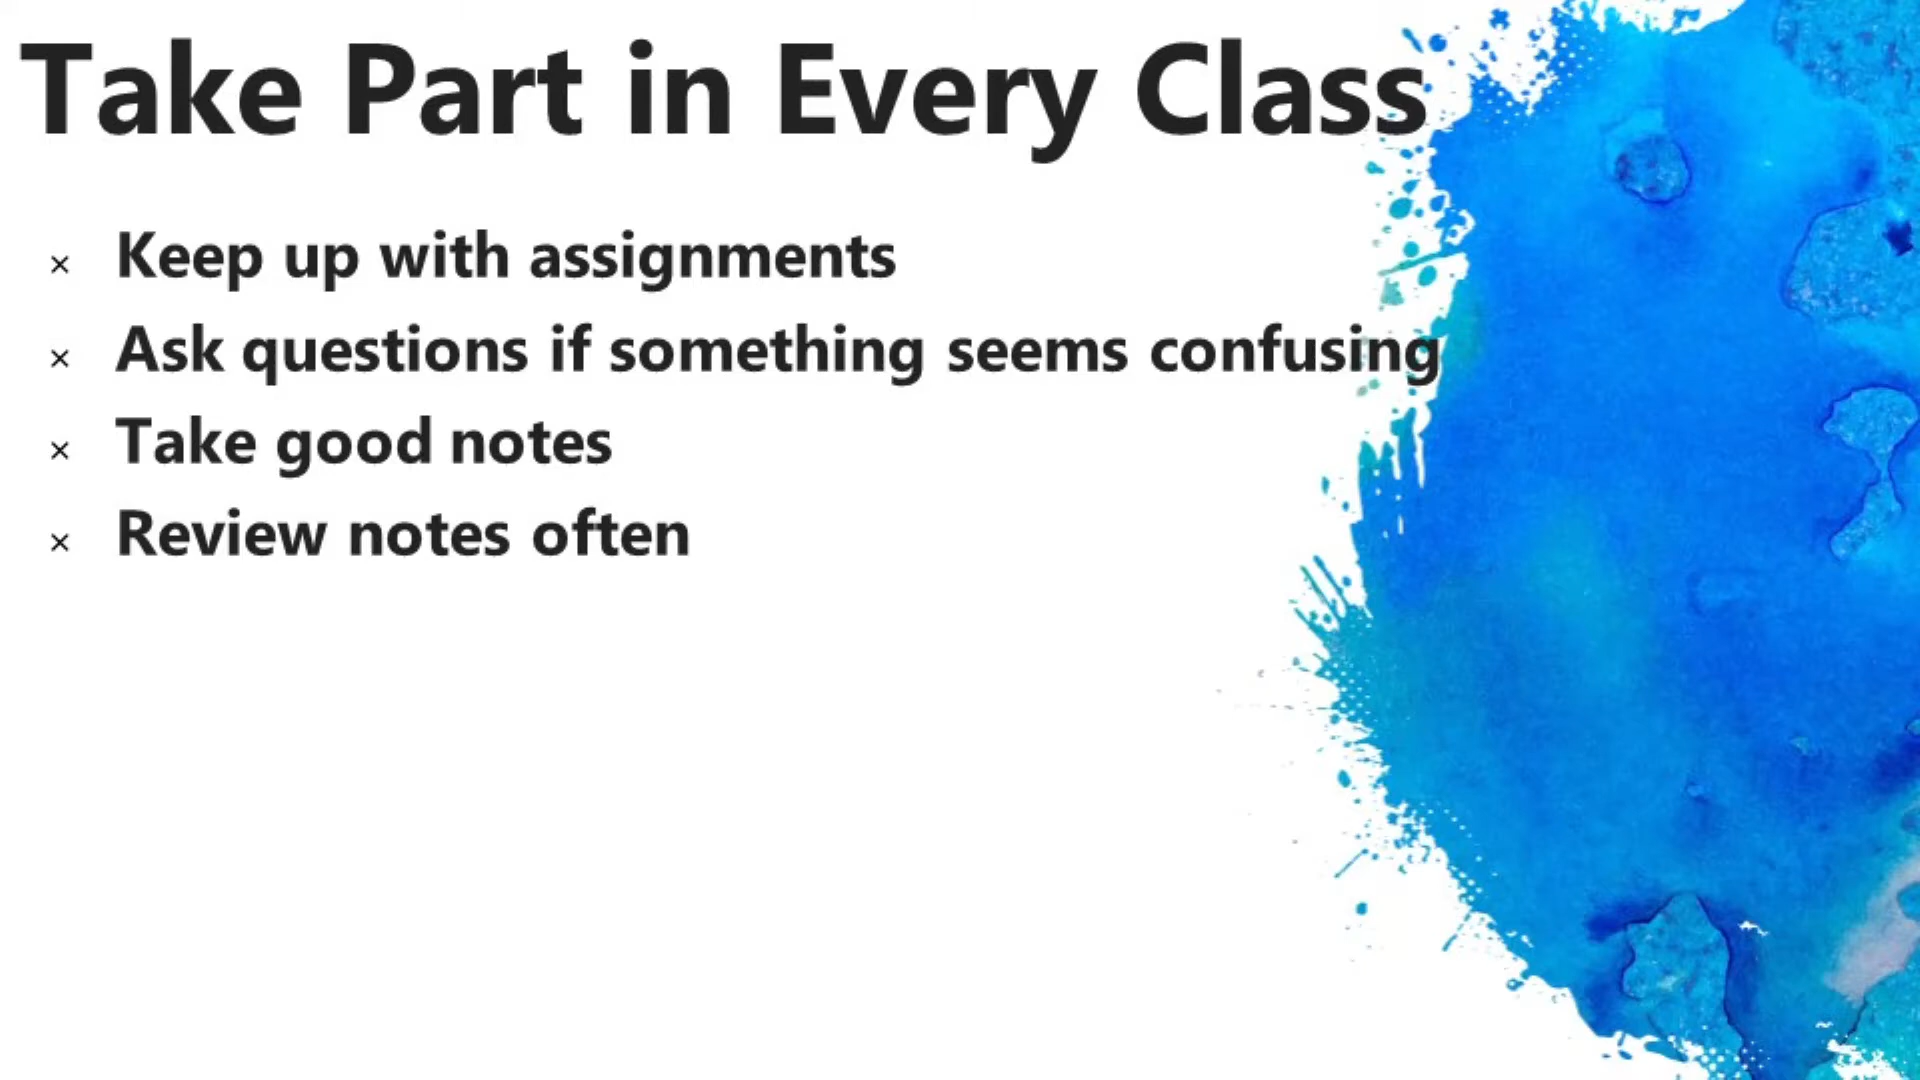 Take Part in Every Class
× Keep up with assignments
× Ask questions if something seems confusing
× Take good notes
× Review notes often